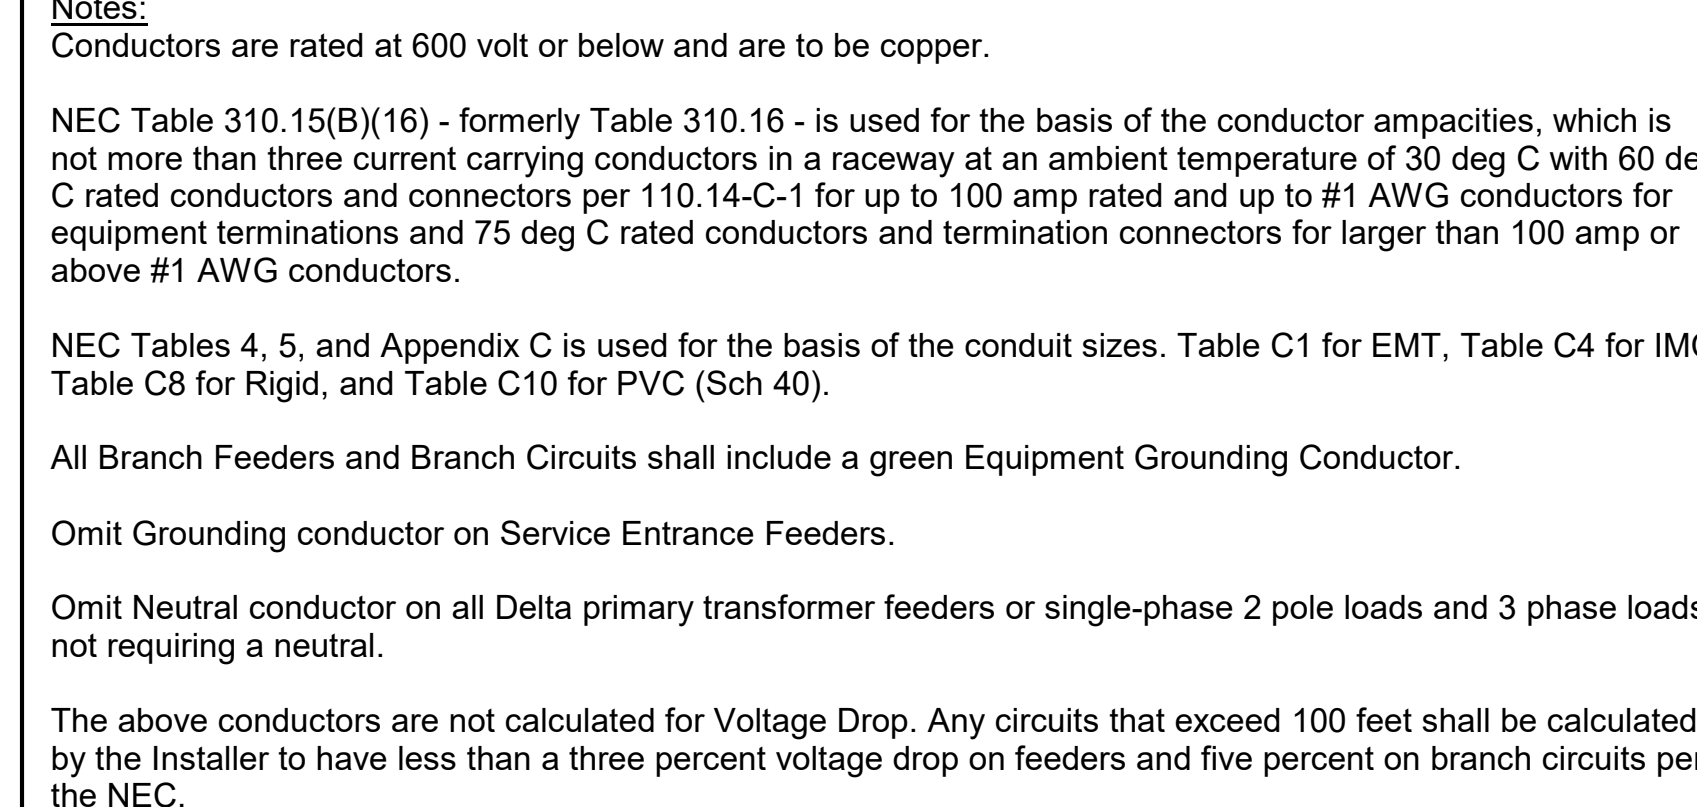 Notes:
Conductors are rated at 600 volt or below and are to be copper.
NEC Table 310.15(B)(16) - formerly Table 310.16 - is used for the basis of the conductor ampacities, which is
not more than three current carrying conductors in a raceway at an ambient temperature of 30 deg C with 60 de
C rated conductors and connectors per 110.14-C-1 for up to 100 amp rated and up to #1 AWG conductors for
equipment terminations and 75 deg C rated conductors and termination connectors for larger than 100 amp or
above #1 AWG conductors.
NEC Tables 4, 5, and Appendix C is used for the basis of the conduit sizes. Table C1 for EMT, Table C4 for IMC
Table C8 for Rigid, and Table C10 for PVC (Sch 40).
All Branch Feeders and Branch Circuits shall include a green Equipment Grounding Conductor.
Omit Grounding conductor on Service Entrance Feeders.
Omit Neutral conductor on all Delta primary transformer feeders or single-phase 2 pole loads and 3 phase loads
not requiring a neutral.
The above conductors are not calculated for Voltage Drop. Any circuits that exceed 100 feet shall be calculated
by the Installer to have less than a three percent voltage drop on feeders and five percent on branch circuits per
the NEC.